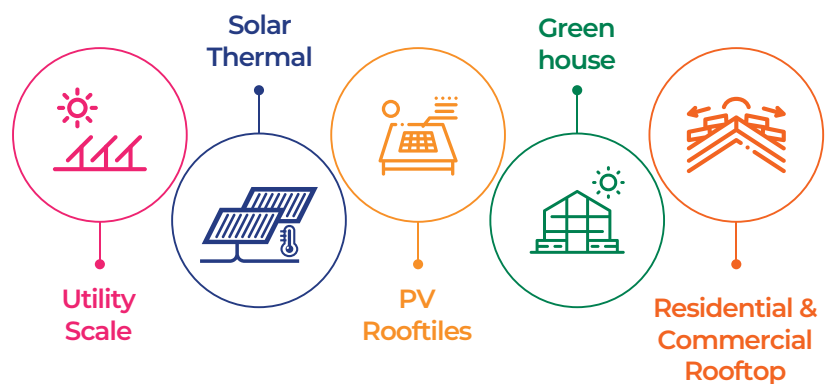 Utility
Scale
Solar
Thermal
PV
Rooftiles
Green
house
Residential &
Commercial
Rooftop